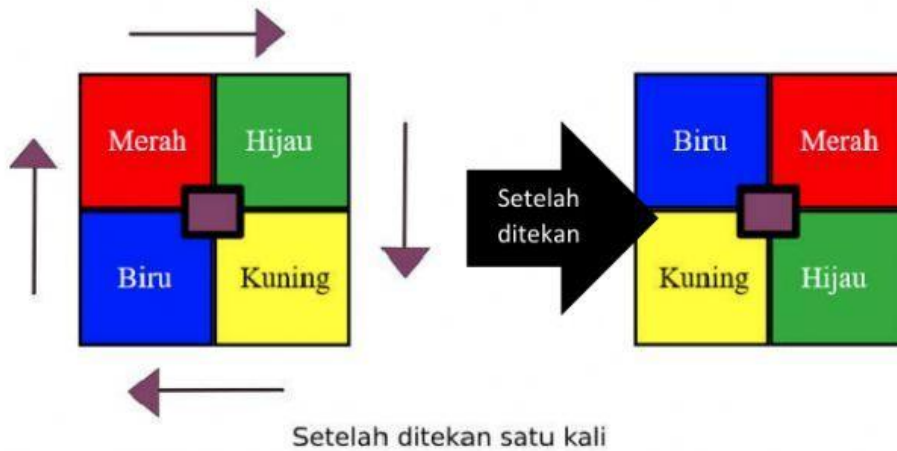 Merah Hijau
Biru Kuning
Setelah
ditekan
Biru Merah
Kuning Hijau
Setelah ditekan satu kali